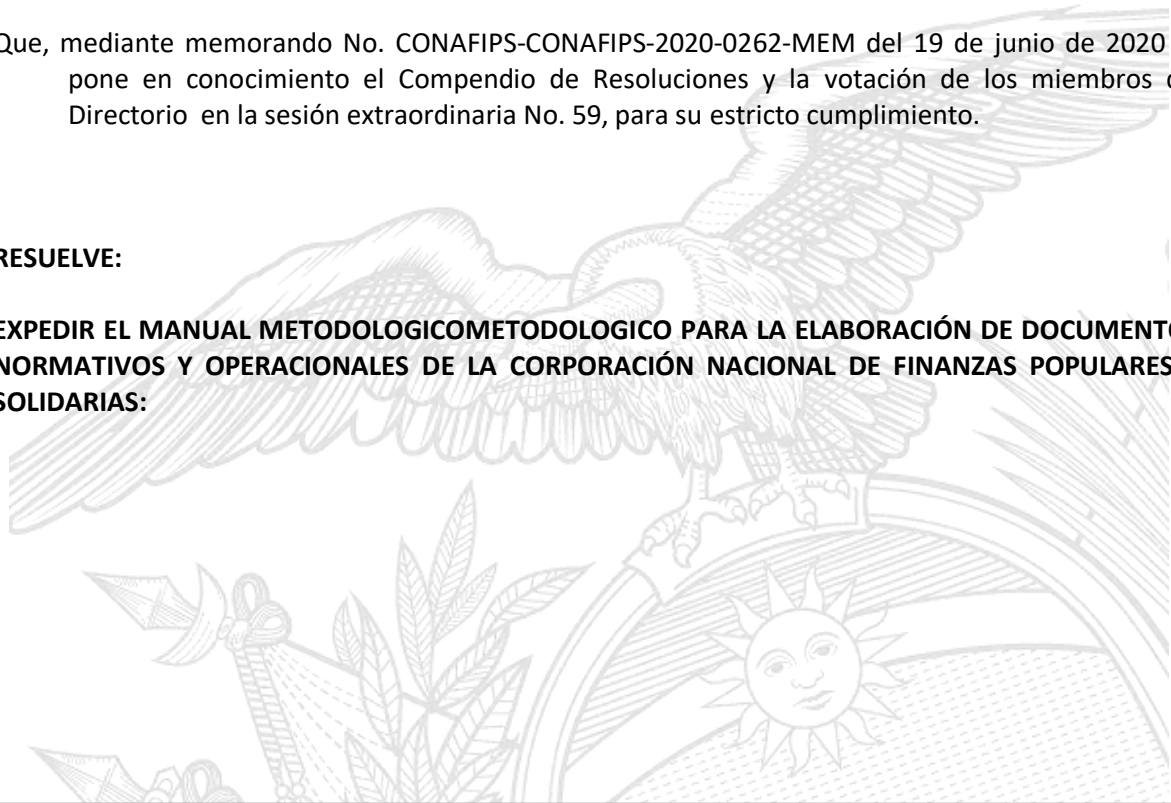 Que, mediante memorando No. CONAFIPS-CONAFIPS-2020-0262-MEM del 19 de junio de 2020
pone en conocimiento el Compendio de Resoluciones y la votación de los miembros
Directorio en la sesión extraordinaria No. 59, para su estricto cumplimiento.
RESUELVE:
EXPEDIR EL MANUAL METODOLOGICOMETODOLOGICO PARA LA ELABORACIÓN DE DOCUMENTO
NORMATIVOS Y OPERACIONALES DE LA CORPORACIÓN NACIONAL DE FINANZAS POPULARES
SOLIDARIAS: